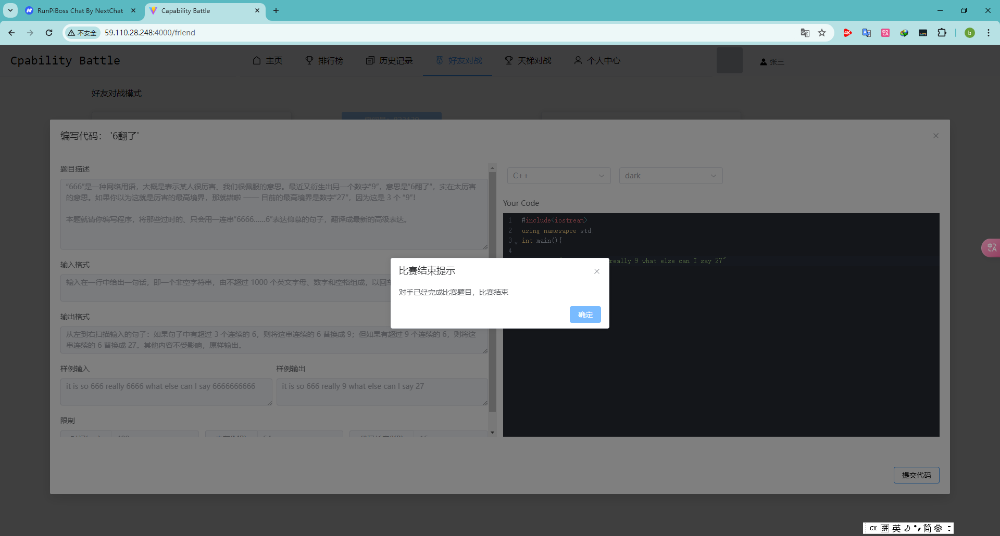 RunPiBoss Chat By NextChat
Capability Battle
不安全
59.110.28.248:4000/friend
4K
b
Cpability Battle
主页
排行榜
历史记录
好友对战
天梯对战
个人中心
张三
好友对战模式
编写代码： '6翻了'
题目描述
“666”是一种网络用语，大概是表示某人很厉害、我们很佩服的意思。最近又衍生出另一个数字“9”，意思是“6翻了”，实在太厉害
的意思。如果你以为这就是厉害的最高境界，那就错啦 —— 目前的最高境界是数字“27”，因为这是 3 个 “9”！
本题就请你编写程序，将那些过时的、只会用一连串“6666……6”表达仰慕的句子，翻译成最新的高级表达。
输入格式
输入在一行中给出一句话，即一个非空字符串，由不超过 1000 个英文字母、数字和空格组成，以回车
输出格式
从左到右扫描输入的句子：如果句子中有超过 3 个连续的 6，则将这串连续的 6 替换成 9；但如果有超过 9 个连续的 6，则将这
串连续的 6 替换成 27。其他内容不受影响，原样输出。
样例输入
样例输出
it is so 666 really 6666 what else can I say 6666666666
it is so 666 really 9 what else can I say 27
限制
C++
dark
Your Code
1 #include<iostream>
2 using namesapce std;
3 int main(){
4
really 9 what else can I say 27"
比赛结束提示
对手已经完成比赛题目，比赛结束
确定
提交代码
CH 拼 英 简